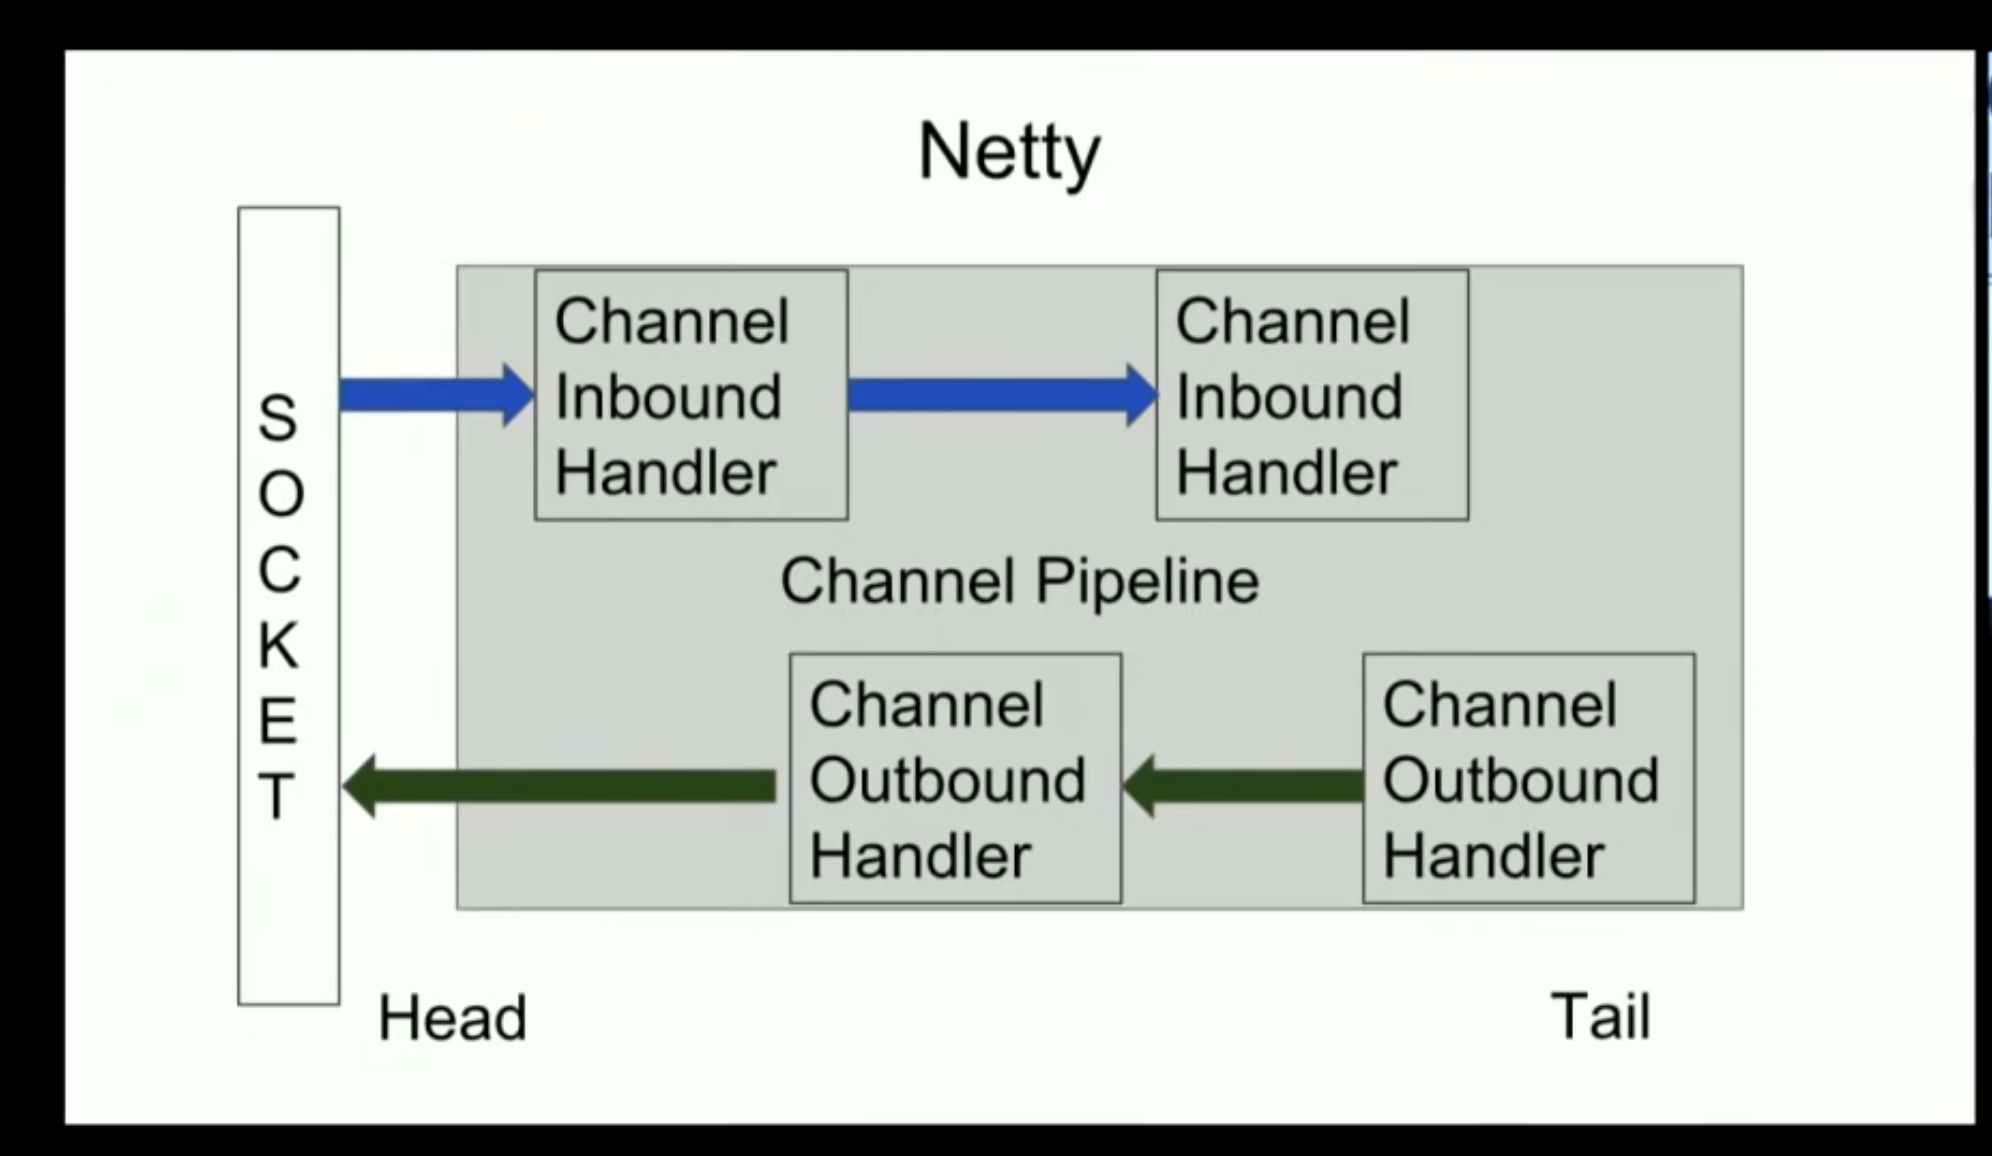 Netty
S
O
C
K
E
T
Channel
Inbound
Handler
Channel
Inbound
Handler
Channel Pipeline
Channel
Outbound
Handler
Channel
Outbound
Handler
Head
Tail